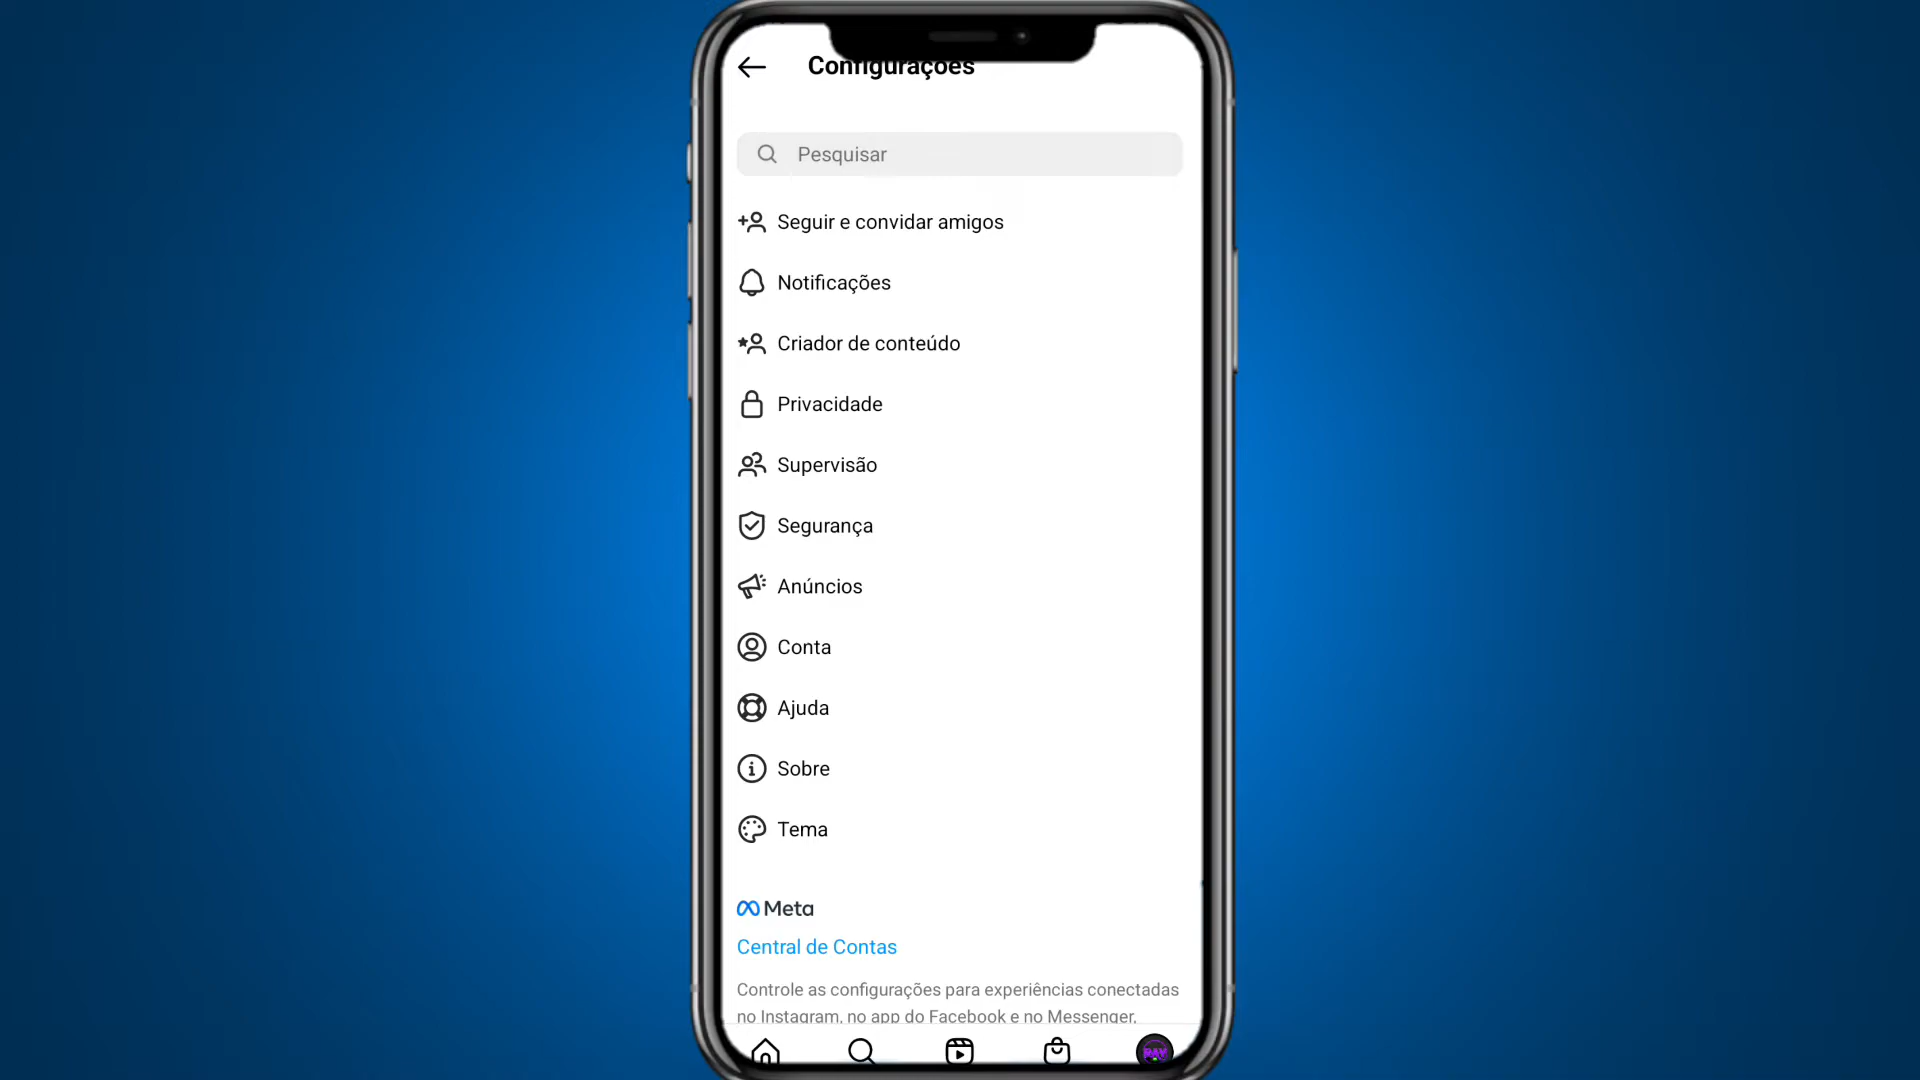 Configurações
Pesquisar
Seguir e convidar amigos
Notificações
Criador de conteúdo
Privacidade
Supervisão
Segurança
Anúncios
Conta
Ajuda
Sobre
Tema
Meta
Central de Contas
Controle as configurações para experiências conectadas
no Instagram, no app do Facebook e no Messenger,